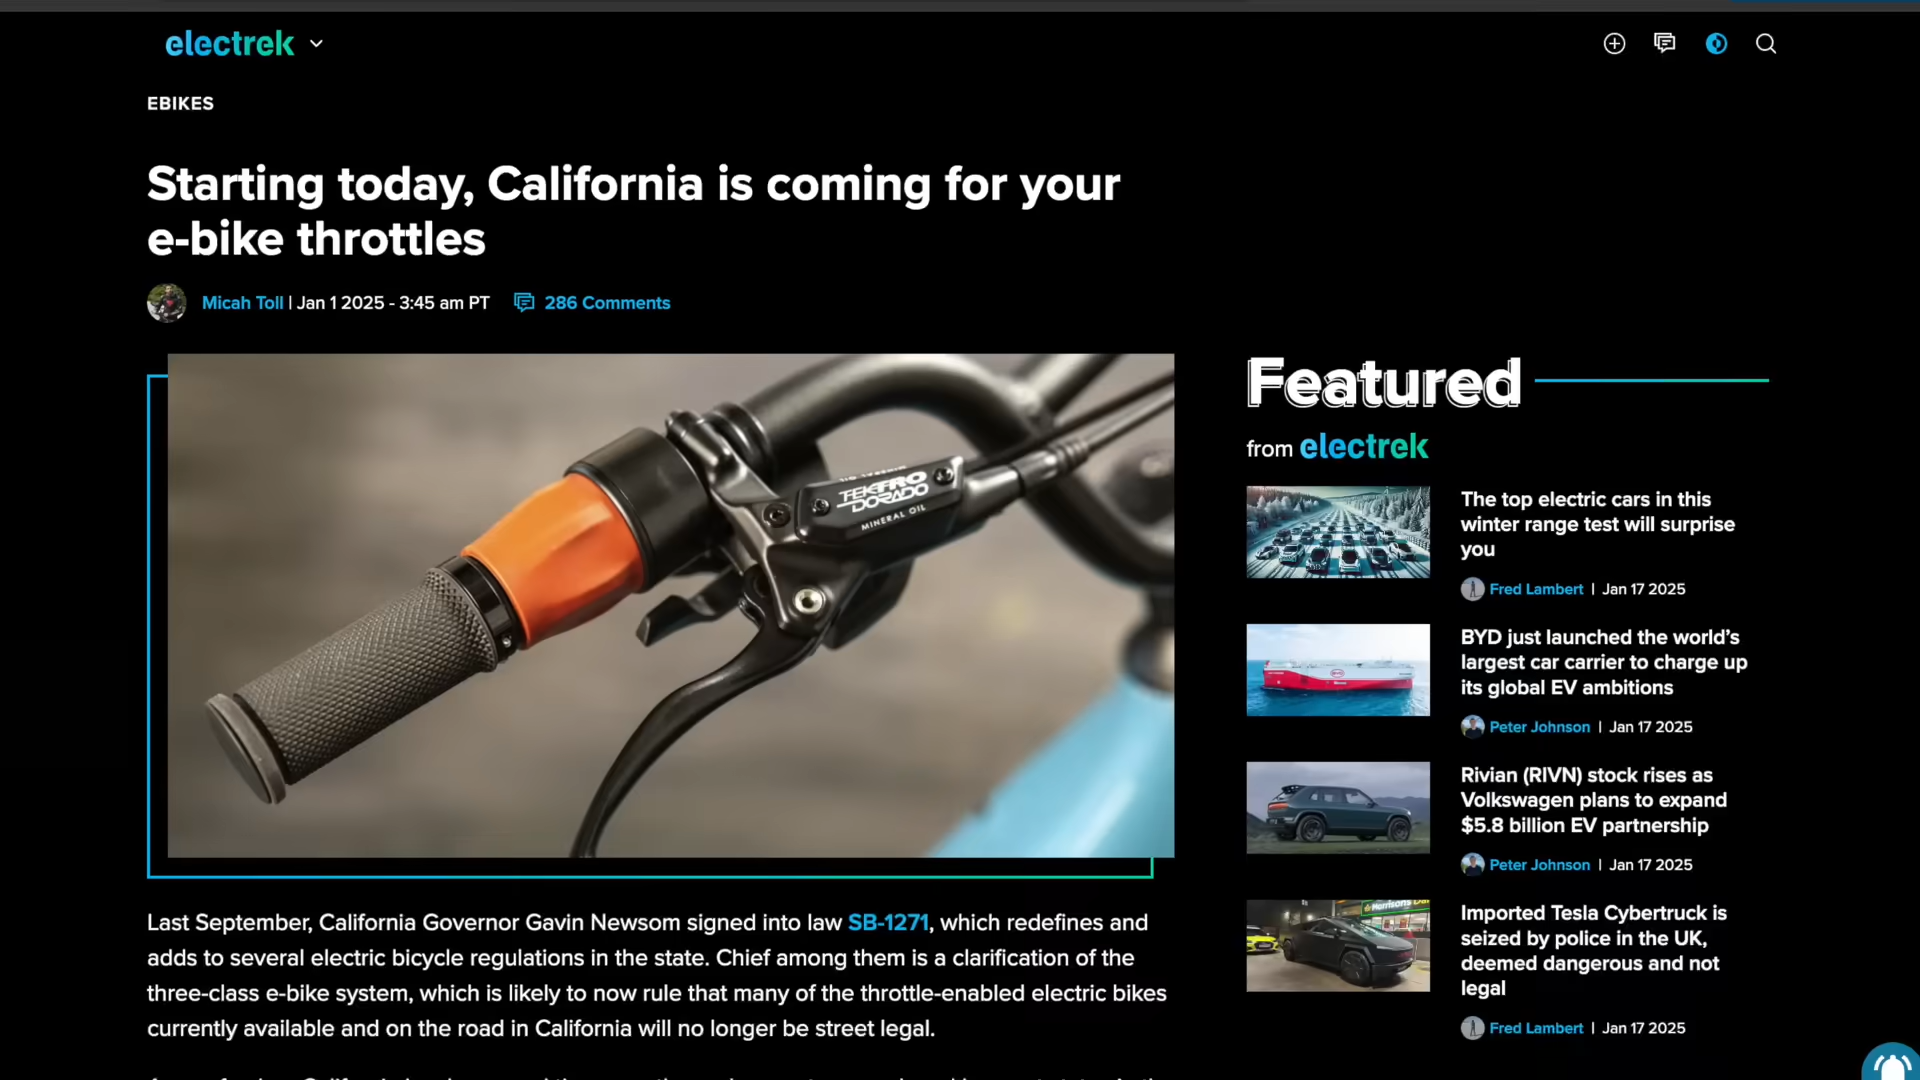 electrek
EBIKES
Starting today, California is coming for your
e-bike throttles
Micah Toll | Jan 1 2025 - 3:45 am PT 286 Comments
TEKTRO
DORADO
MINERAL OIL
Last September, California Governor Gavin Newsom signed into law SB-1271, which redefines and
adds to several electric bicycle regulations in the state. Chief among them is a clarification of the
three-class e-bike system, which is likely to now rule that many of the throttle-enabled electric bikes
currently available and on the road in California will no longer be street legal.
Featured
from electrek
The top electric cars in this
winter range test will surprise
you
Fred Lambert | Jan 17 2025
BYD just launched the world's
largest car carrier to charge up
its global EV ambitions
Peter Johnson | Jan 17 2025
Rivian (RIVN) stock rises as
Volkswagen plans to expand
$5.8 billion EV partnership
Peter Johnson | Jan 17 2025
Imported Tesla Cybertruck is
seized by police in the UK,
deemed dangerous and not
legal
Fred Lambert | Jan 17 2025